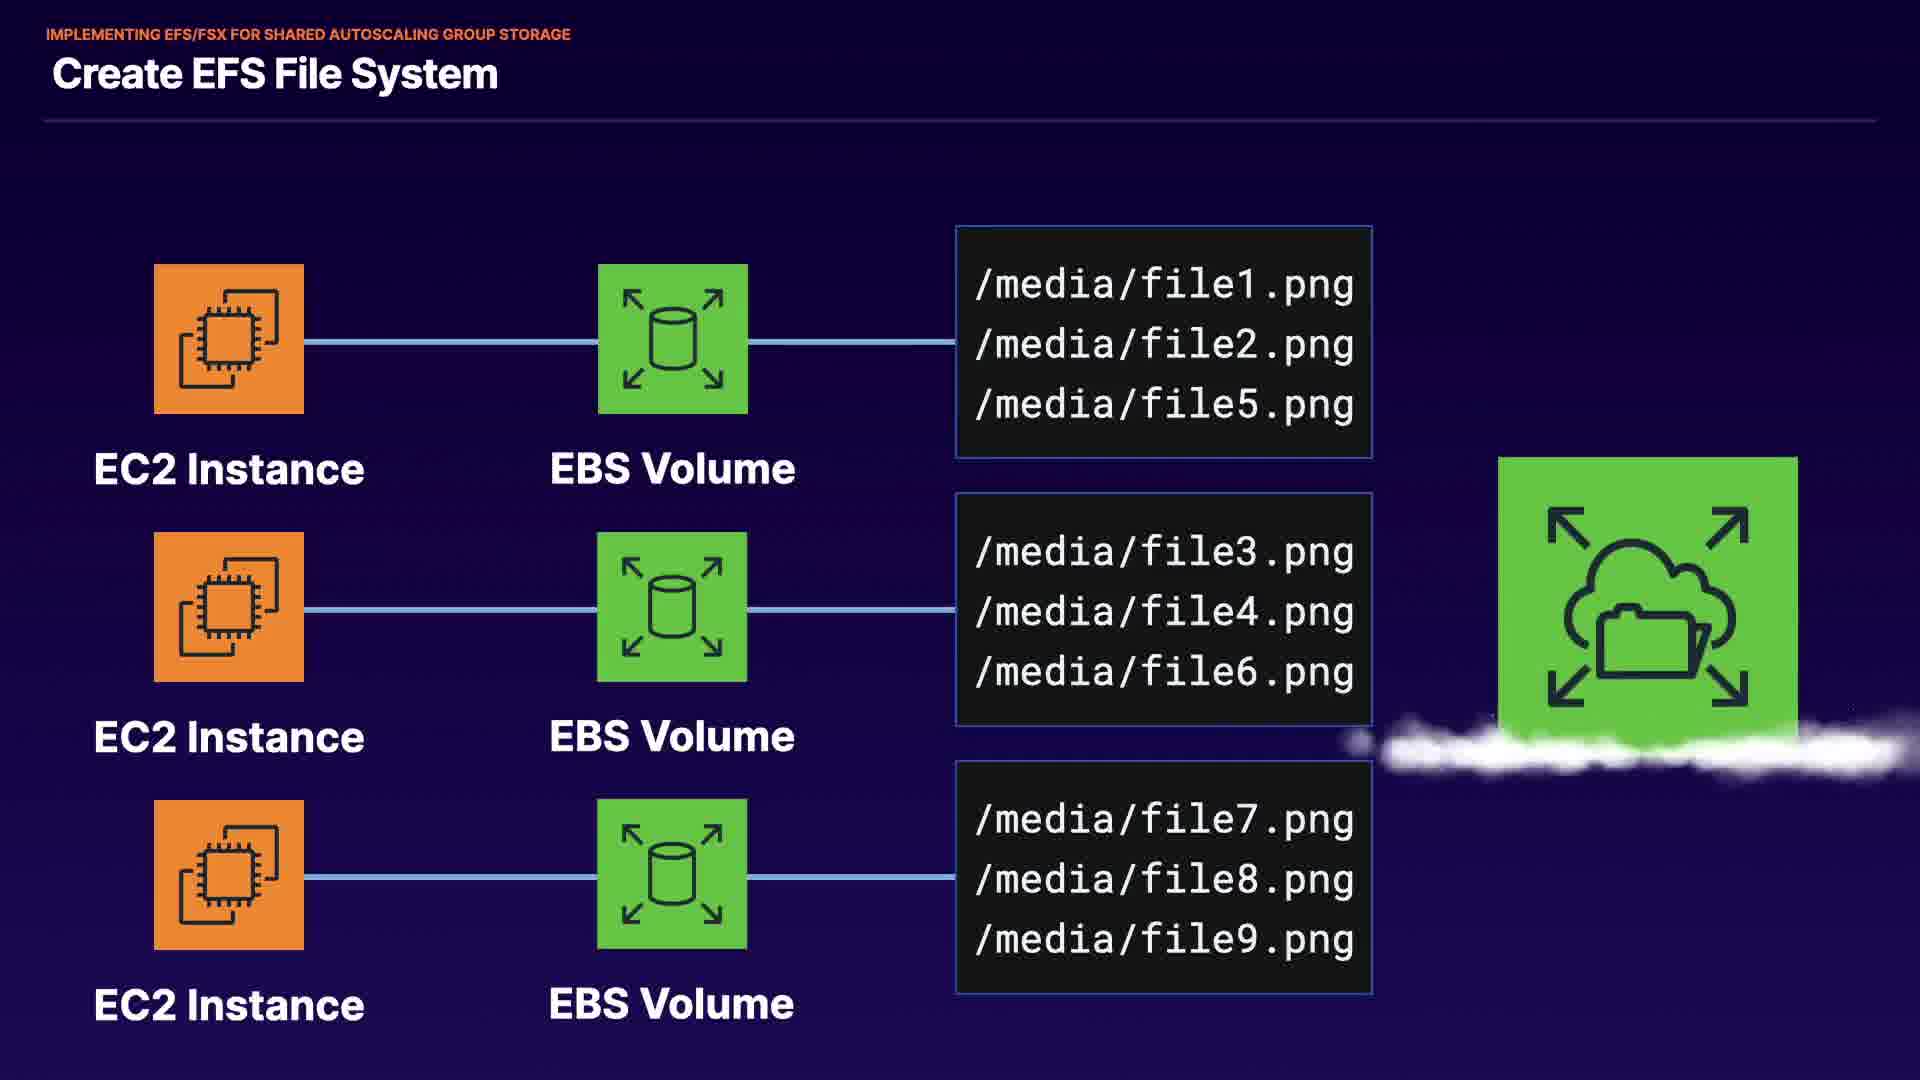 IMPLEMENTING EFS/FSX FOR SHARED AUTOSCALING GROUP STORAGE
Create EFS File System
EC2 Instance
EBS Volume
/media/file1.png
/media/file2.png
/media/file5.png
EC2 Instance
EBS Volume
/media/file3.png
/media/file4.png
/media/file6.png
EC2 Instance
EBS Volume
/media/file7.png
/media/file8.png
/media/file9.png